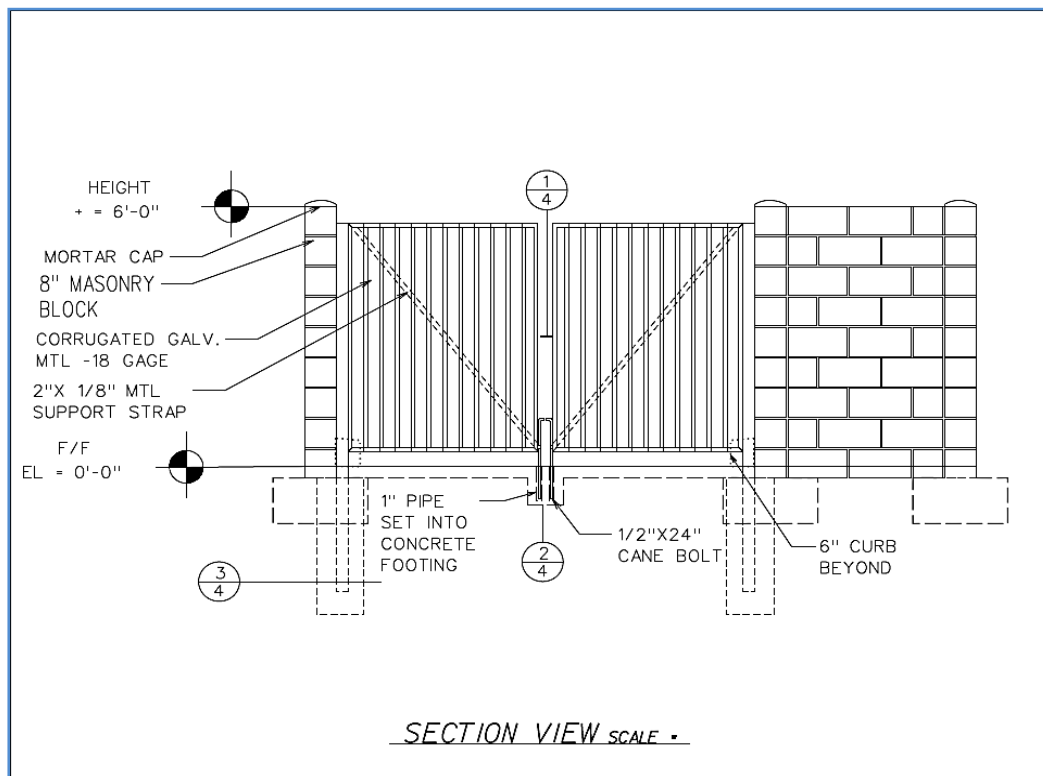 1
4
HEIGHT
+ = 6'-0"
MORTAR CAP
8" MASONRY
BLOCK
CORRUGATED GALV.
MTL -18 GAGE
2"X 1/8" MTL
SUPPORT STRAP
F/F
EL = 0'-0"
1" PIPE
SET INTO
CONCRETE
FOOTING
1/2"X24"
CANE BOLT
6" CURB
BEYOND
2
4
3
4
SECTION VIEW SCALE